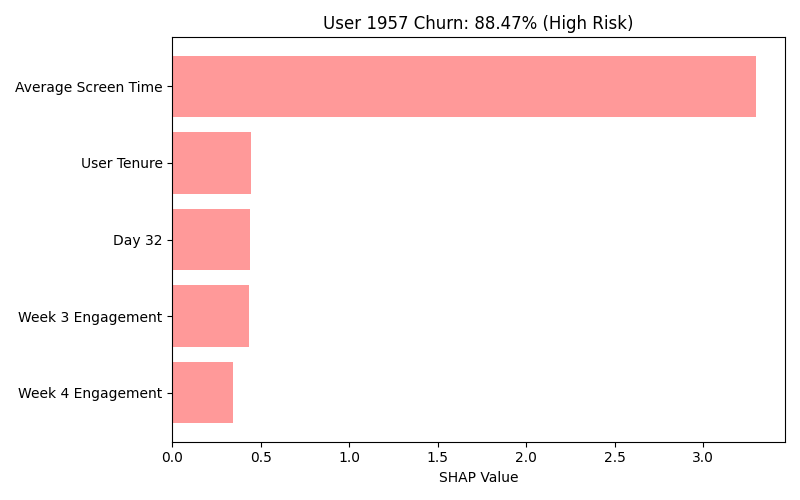 User 1957 Churn: 88.47% (High Risk)
Average Screen Time
User Tenure
Day 32
Week 3 Engagement
Week 4 Engagement
0.0 0.5 1.0 1.5 2.0 2.5 3.0
SHAP Value